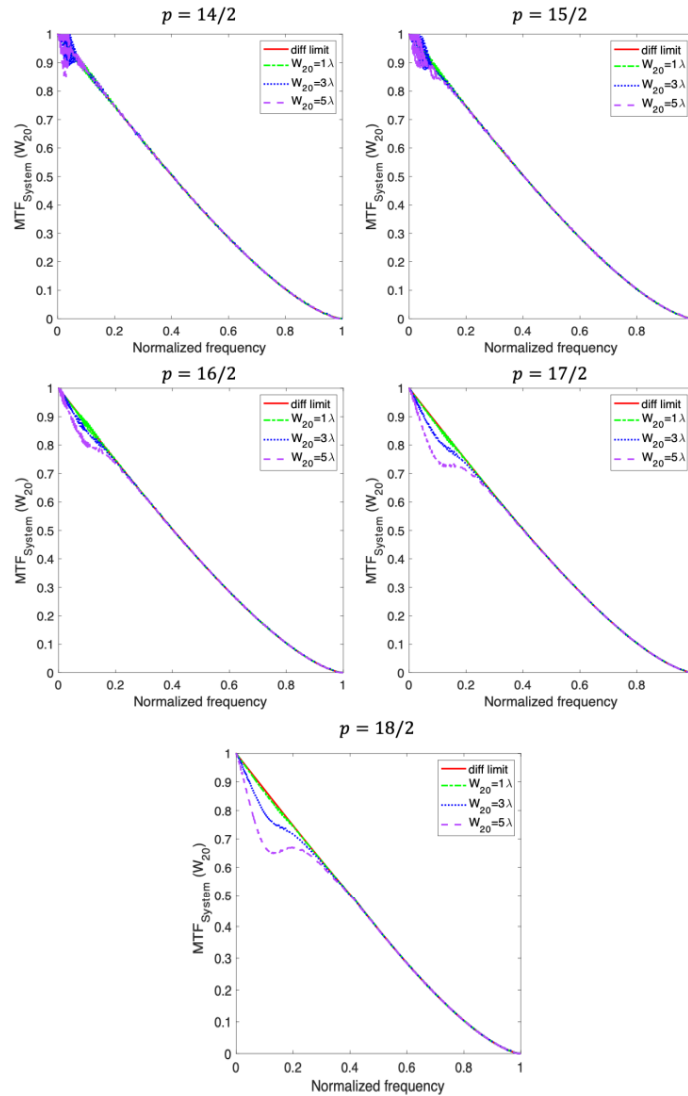 p = 14/2
MTF_System (W_20)
1
0.9
0.8
0.7
0.6
0.5
0.4
0.3
0.2
0.1
0
0 0.2 0.4 0.6 0.8 1
Normalized frequency
diff limit
W_20=1λ
W_20=3λ
W_20=5λ
p = 15/2
MTF_System (W_20)
1
0.9
0.8
0.7
0.6
0.5
0.4
0.3
0.2
0.1
0
0 0.2 0.4 0.6 0.8
Normalized frequency
diff limit
W_20=1λ
W_20=3λ
W_20=5λ
p = 16/2
MTF_System (W_20)
1
0.9
0.8
0.7
0.6
0.5
0.4
0.3
0.2
0.1
0
0 0.2 0.4 0.6 0.8 1
Normalized frequency
diff limit
W_20=1λ
W_20=3λ
W_20=5λ
p = 17/2
MTF_System (W_20)
1
0.9
0.8
0.7
0.6
0.5
0.4
0.3
0.2
0.1
0
0 0.2 0.4 0.6 0.8
Normalized frequency
diff limit
W_20=1λ
W_20=3λ
W_20=5λ
p = 18/2
MTF_System (W_20)
1
0.9
0.8
0.7
0.6
0.5
0.4
0.3
0.2
0.1
0
0 0.2 0.4 0.6 0.8 1
Normalized frequency
diff limit
W_20=1λ
W_20=3λ
W_20=5λ